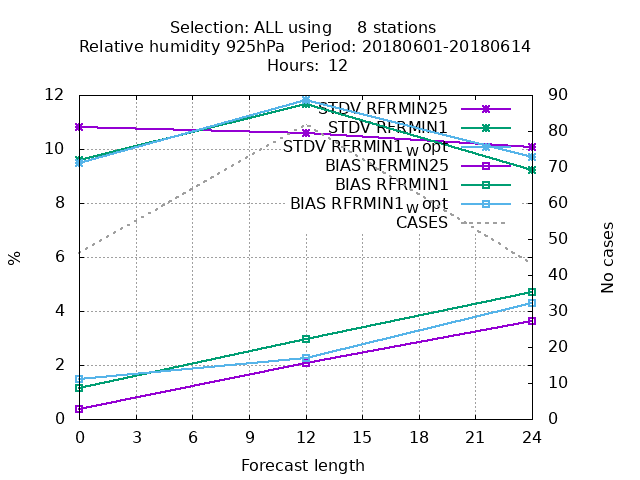 Selection: ALL using 8 stations
Relative humidity 925hPa Period: 20180601-20180614
Hours: 12
12 90
STDV RFRMIN25
80
STDV RFRMIN1
10 STDV RFRMIN1W opt
70
BIAS RFRMIN25
BIAS RFRMIN1
8 60
BIAS RFRMIN1W opt
CASES
50
6
40
4 30
20
2
10
0 0
0 3 6 9 12 15 18 21 24
%
No cases
Forecast length